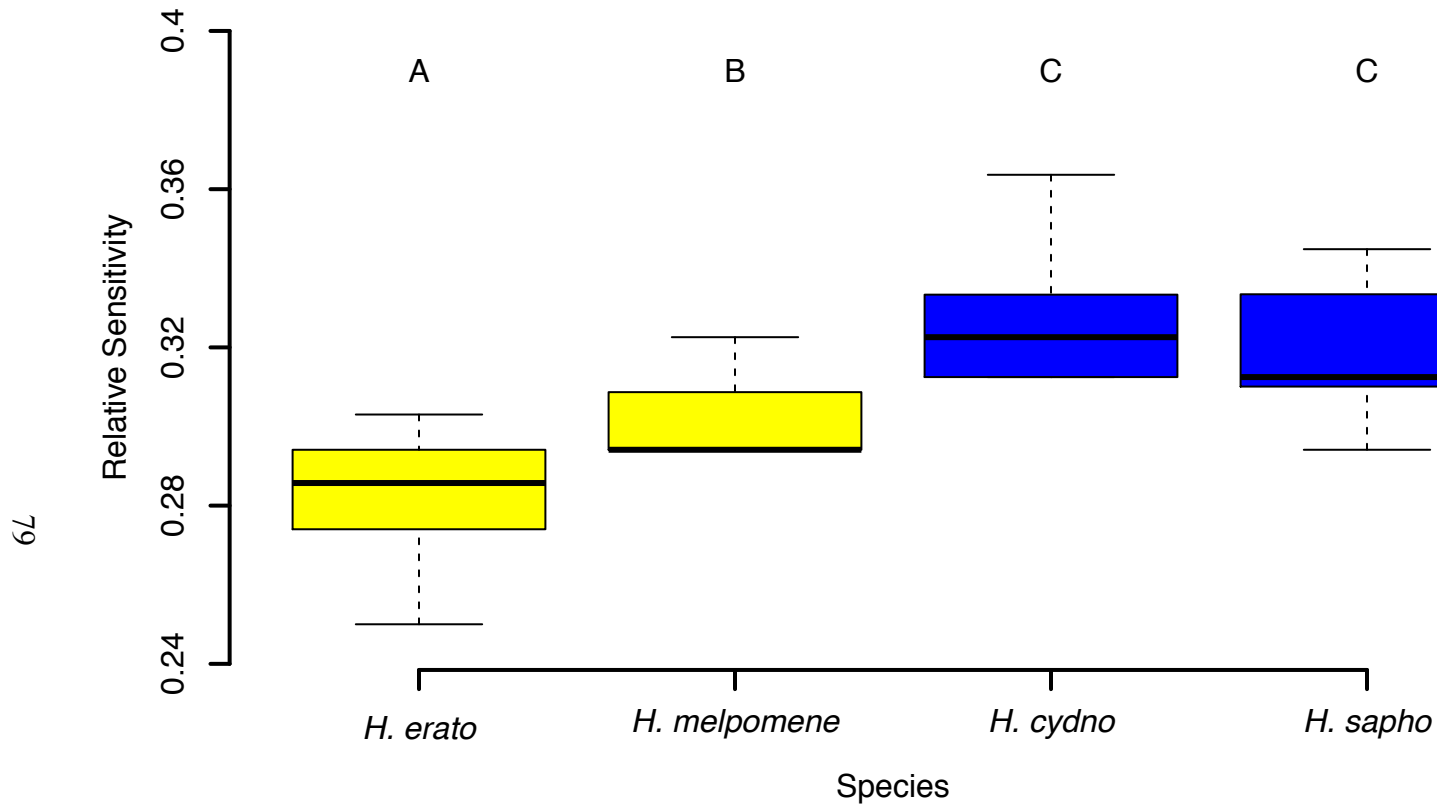 A
B
C
C
0.4
0.36
0.32
0.28
0.24
Relative Sensitivity
H. erato
H. melpomene
H. cydno
H. sapho
Species
79